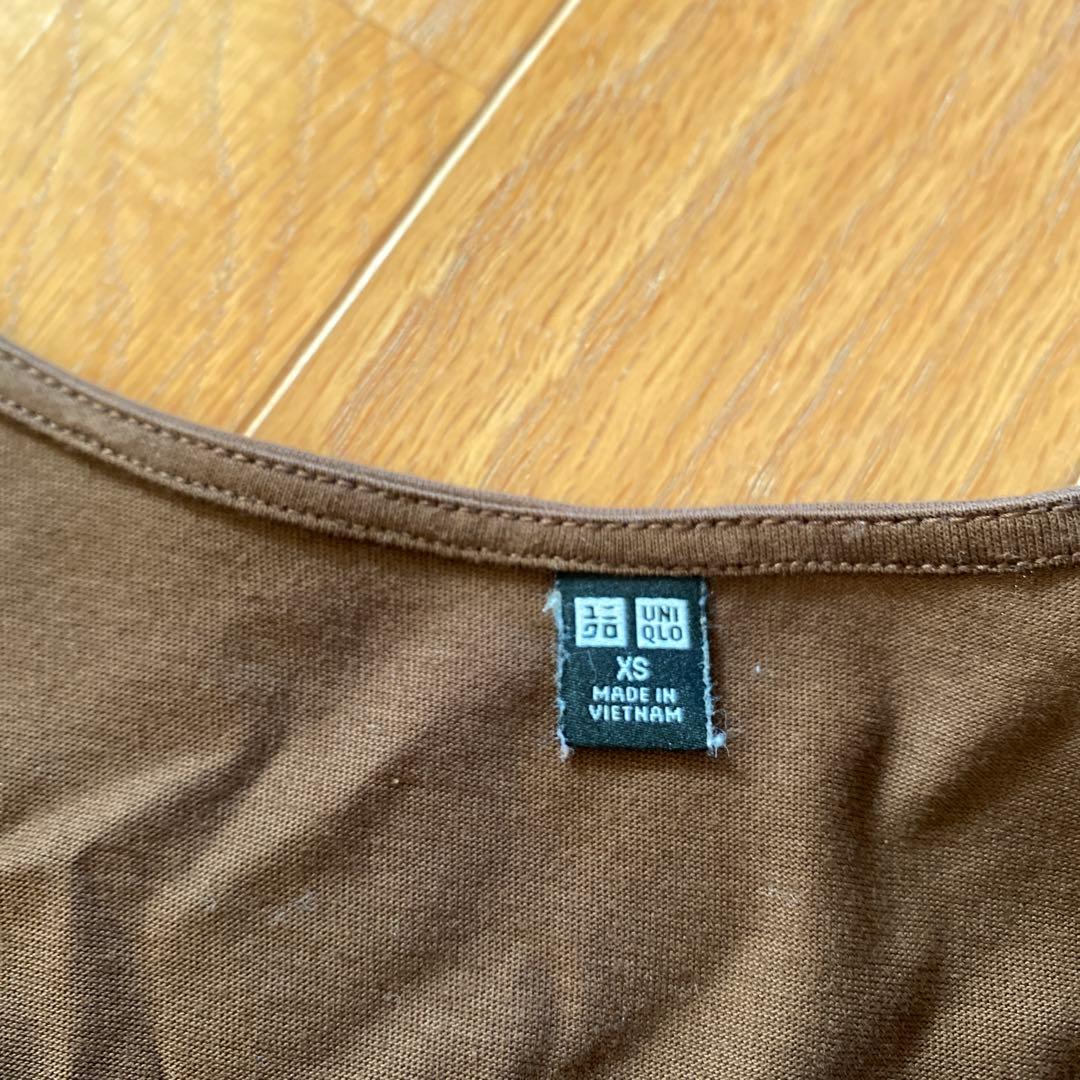 ユニ UNI
クロ QLO
XS
MADE IN
VIETNAM